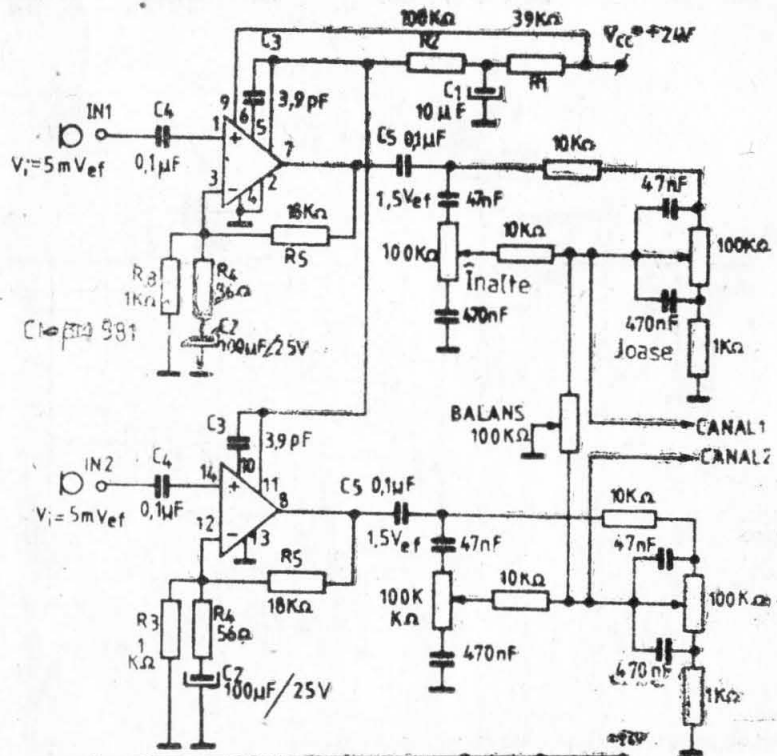 100KΩ 39KΩ
R2 R1 Vcc=+24V
C3
C1
10µF
9 6 5
3,9pF
IN1 C4
1 7
Vi=5mVef 0,1µF
3 4 2
C5 0,1µF
10KΩ
1,5Vef 47nF
47nF
18KΩ
R5
100KΩ 10KΩ
Înalte
100KΩ
R3
1KΩ
R4
470nF
470nF
Joase
1KΩ
C2
100µF/25V
981
BALANS
100KΩ
CANAL1
CANAL2
C3
3,9pF
10
11
IN2 C4
14 8
Vi=5mVef 0,1µF
12 13
C5 0,1µF
10KΩ
1,5Vef 47nF
47nF
R5
18KΩ
100K
KΩ
10KΩ
100KΩ
R3
1
KΩ
R4
56Ω
470nF
470nF
1KΩ
C2
100µF/25V